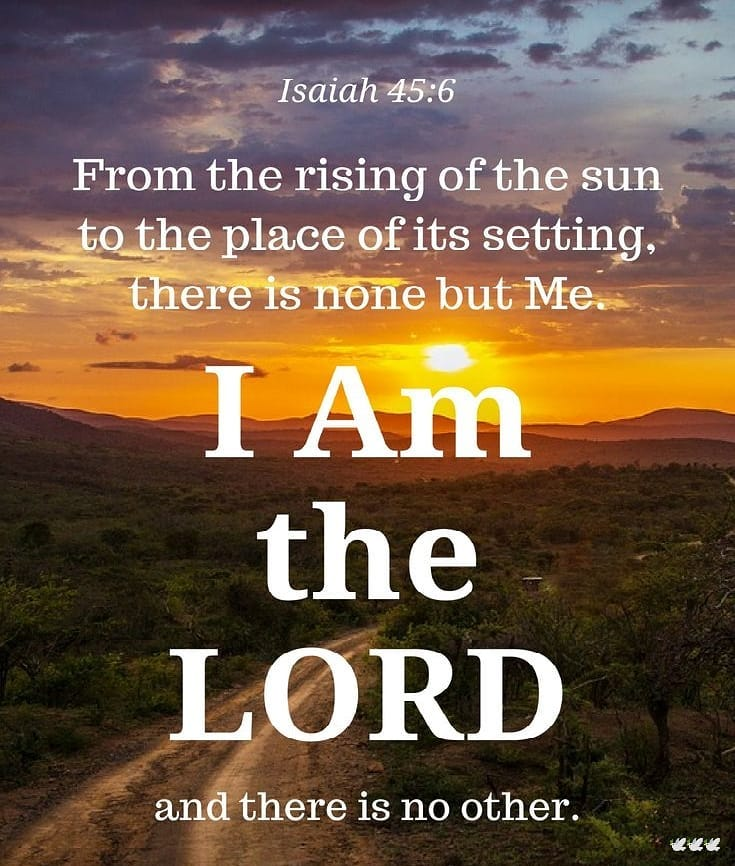 Isaiah 45:6
From the rising of the sun
to the place of its setting,
there is none but Me.
I Am
the
LORD
and there is no other.